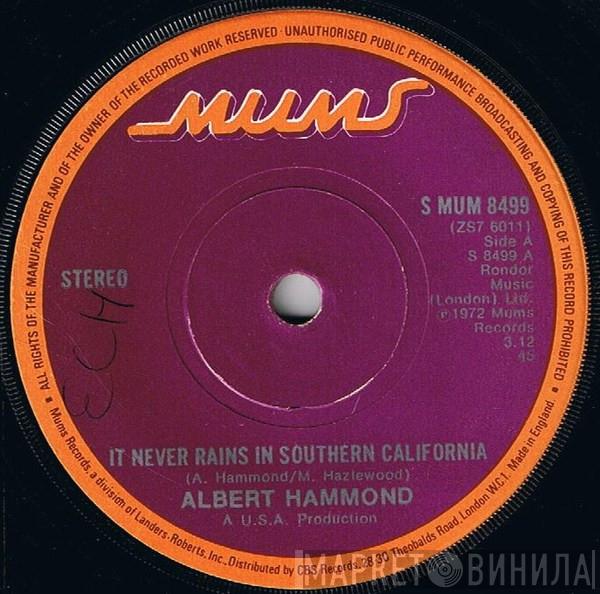 ALL RIGHTS OF THE MANUFACTURER AND OF THE OWNER OF THE RECORDED WORK RESERVED · UNAUTHORISED PUBLIC PERFORMANCE BROADCASTING AND COPYING OF THIS RECORD PROHIBITED
MUMS
S MUM 8499
(ZS7 6011)
Side A
S 8499 A
STEREO
Rondor
Music
(London) Ltd.
℗1972 Mums
Records
3.12
45
ECH
IT NEVER RAINS IN SOUTHERN CALIFORNIA
(A. Hammond/M. Hazlewood)
ALBERT HAMMOND
A U.S.A. Production
Mums Records, a division of Landers-Roberts, Inc., Distributed by CBS Records, 28-30 Theobalds Road, London W.C.1. Made in England.
МАРКЕТ ВИНИЛА